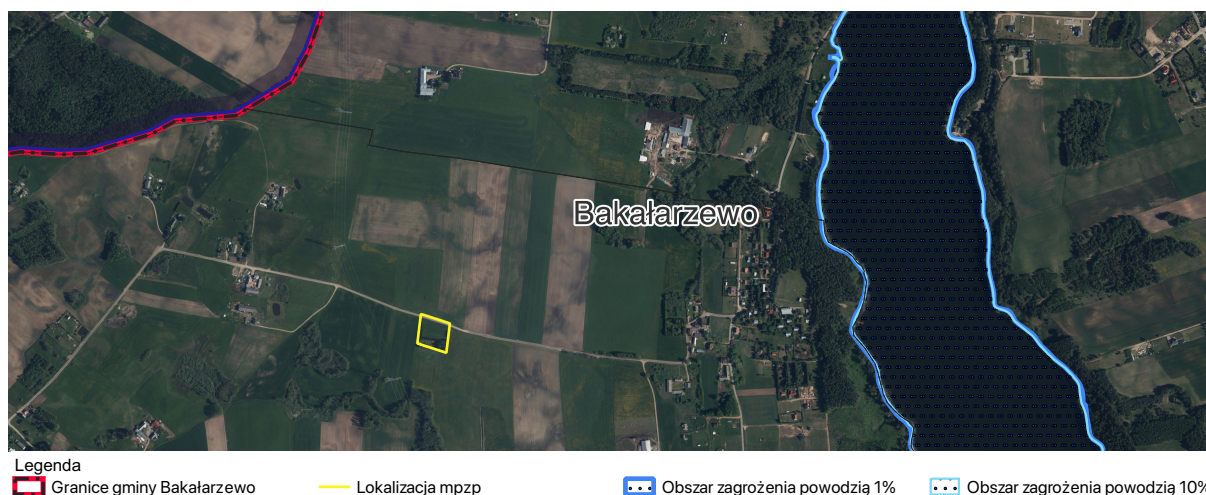 Bakałarzewo
Legenda
Granice gminy Bakałarzewo
Lokalizacja mpzp
Obszar zagrożenia powodzią 1%
Obszar zagrożenia powodzią 10%